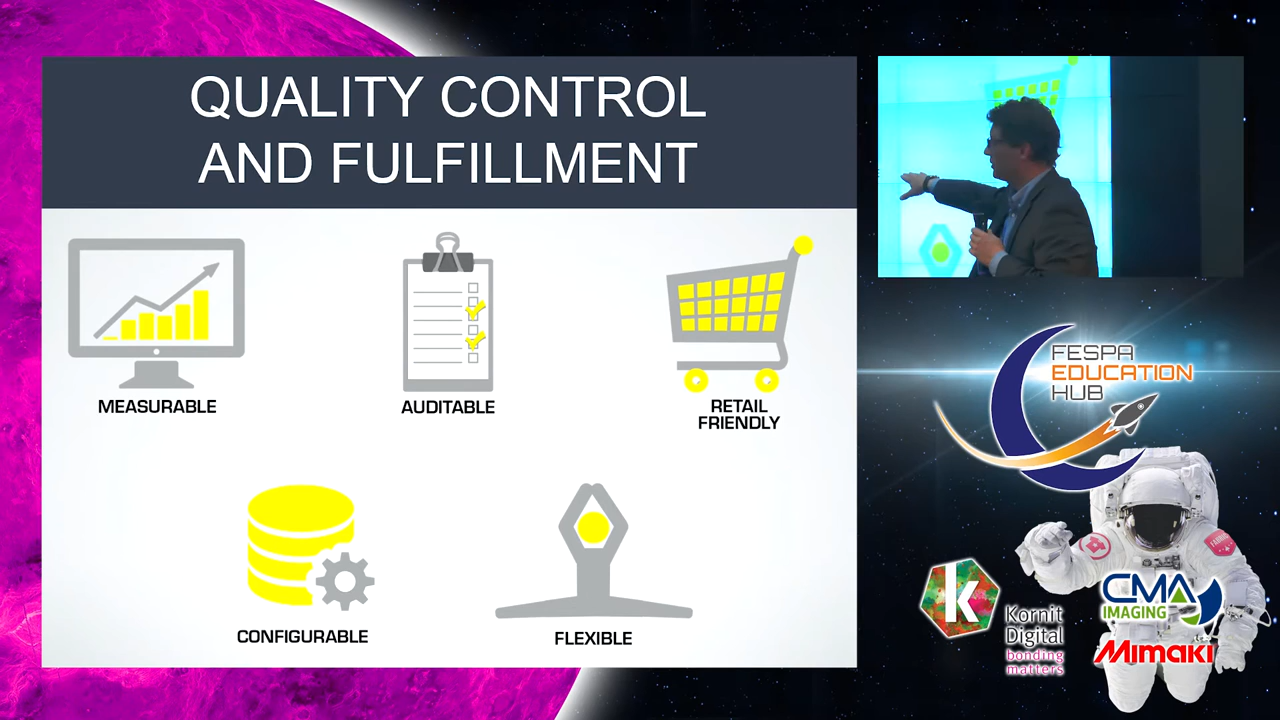 QUALITY CONTROL
AND FULFILLMENT
MEASURABLE
AUDITABLE
RETAIL
FRIENDLY
CONFIGURABLE
FLEXIBLE
FESPA
EDUCATION
HUB
k
Kornit
Digital
bonding
matters
CMA
IMAGING
Mimaki